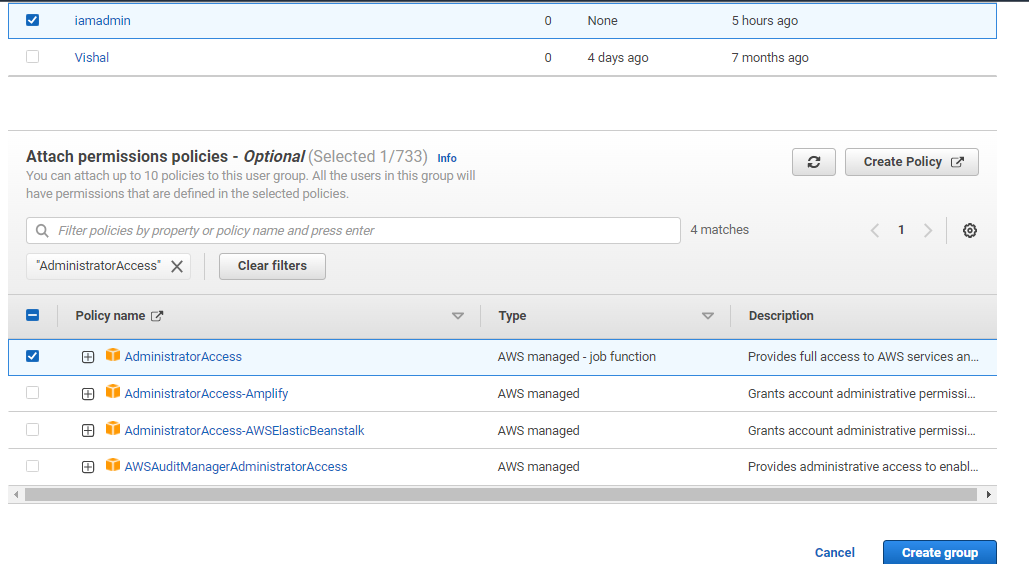 iamadmin 0 None 5 hours ago
Vishal 0 4 days ago 7 months ago
Attach permissions policies - Optional (Selected 1/733) Info
You can attach up to 10 policies to this user group. All the users in this group will
have permissions that are defined in the selected policies.
Create Policy
Filter policies by property or policy name and press enter
4 matches
1
"AdministratorAccess"
Clear filters
Policy name Type Description
AdministratorAccess AWS managed - job function Provides full access to AWS services an...
AdministratorAccess-Amplify AWS managed Grants account administrative permissi...
AdministratorAccess-AWSElasticBeanstalk AWS managed Grants account administrative permissi...
AWSAuditManagerAdministratorAccess AWS managed Provides administrative access to enabl...
Cancel Create group